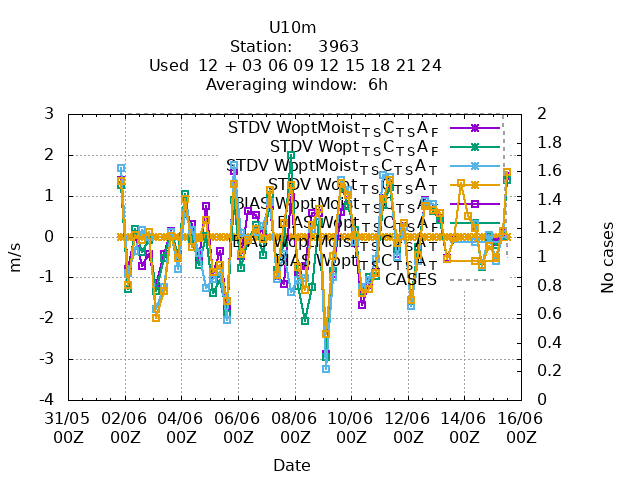 U10m
Station: 3963
Used 12 + 03 06 09 12 15 18 21 24
Averaging window: 6h
3 2
STDV WoptMoist_TSC_TSA_F
STDV Wopt_TSC_TSA_F
STDV WoptMoist_TSC_TSA_T
STDV Wopt_TSC_TSA_T
BIAS WoptMoist_TSC_TSA_F
BIAS Wopt_TSC_TSA_F
BIAS WoptMoist_TSC_TSA_T
BIAS Wopt_TSC_TSA_T
CASES
2
1
0
-1
-2
-3
-4
1.8
1.6
1.4
1.2
1
0.8
0.6
0.4
0.2
0
m/s
No cases
31/05 02/06 04/06 06/06 08/06 10/06 12/06 14/06 16/06
00Z 00Z 00Z 00Z 00Z 00Z 00Z 00Z 00Z
Date